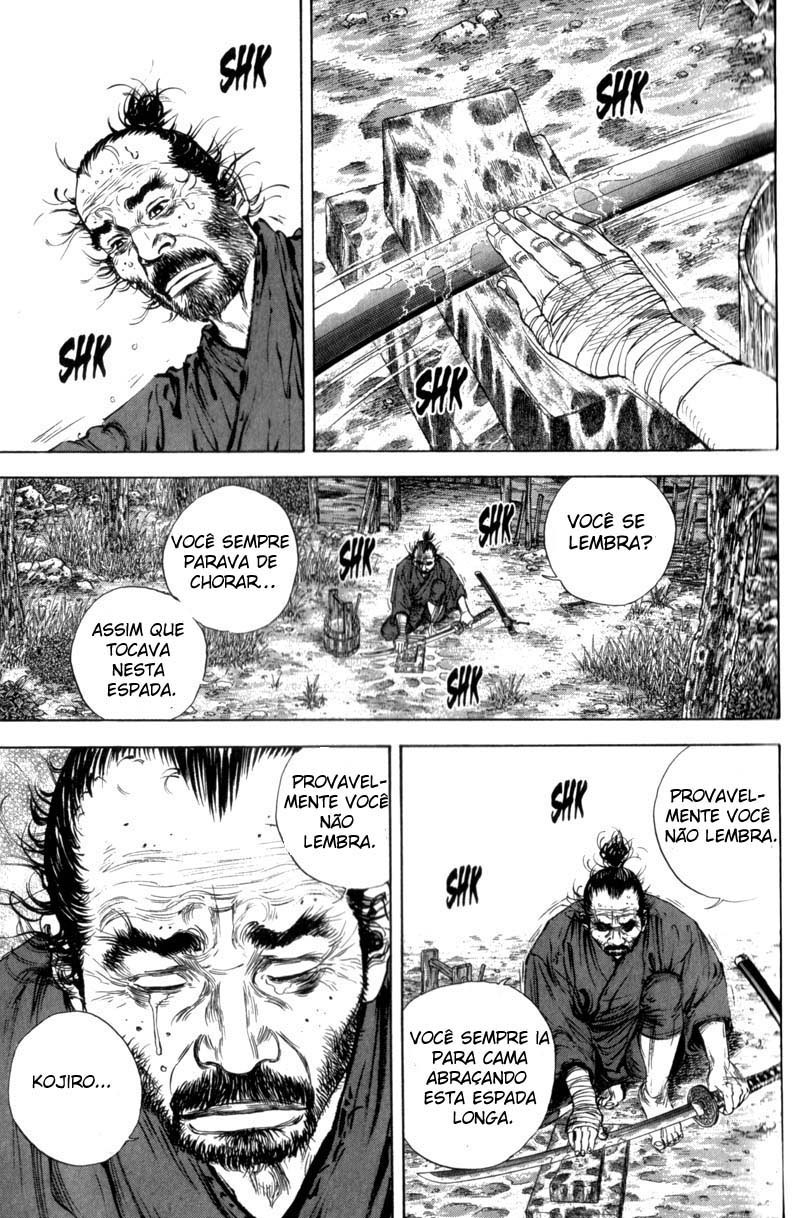 SHK
SHK
SHK
SHK
VOCÊ SE
LEMBRA?
SHK
SHK
VOCÊ SEMPRE
PARAVA DE
CHORAR...
ASSIM QUE
TOCAVA
NESTA
ESPADA.
SHK
SHK
PROVAVEL-
MENTE VOCÊ
NÃO LEMBRA.
SHK
SHK
VOCÊ SEMPRE IA
PARA CAMA
ABRAÇANDO
ESTA ESPADA
LONGA.
PROVAVEL-
MENTE VOCÊ
NÃO
LEMBRA.
KOJIRO...